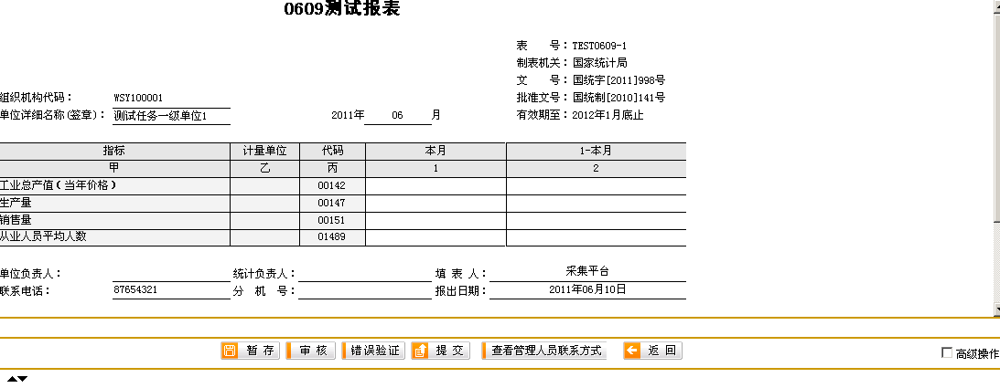 0609测试报表
表　　号：TEST0609-1
制表机关：国家统计局
文　　号：国统字[2011]998号
组织机构代码： WSY100001 批准文号：国统制[2010]141号
单位详细名称(签章)： 测试任务一级单位1 2011年 06 月 有效期至：2012年1月底止
指标 计量单位 代码 本月 1-本月
甲 乙 丙 1 2
工业总产值(当年价格) 00142
生产量 00147
销售量 00151
从业人员平均人数 01489
单位负责人： 统计负责人： 填 表 人： 采集平台
联系电话： 87654321 分 机 号： 报出日期： 2011年06月10日
暂 存 审 核 错误验证 提 交 查看管理人员联系方式 返 回 高级操作